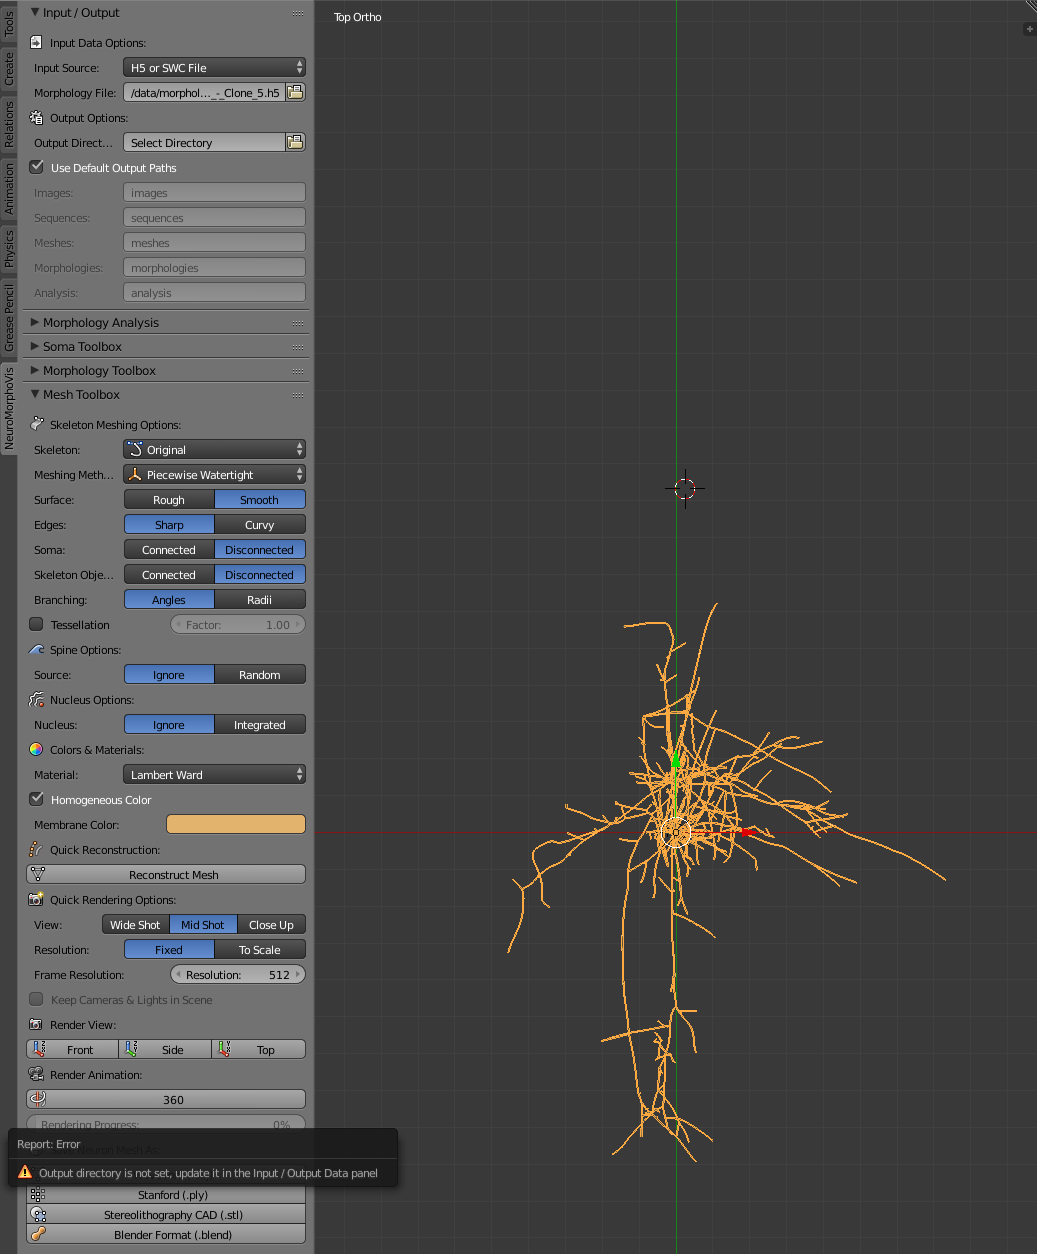 Tools
Create
Relations
Animation
Physics
Grease Pencil
NeuroMorphoVis
Input / Output
Input Data Options:
Input Source: H5 or SWC File
Morphology File: /data/morphol..._-_Clone_5.h5
Output Options:
Output Direct... Select Directory
Use Default Output Paths
Images: images
Sequences: sequences
Meshes: meshes
Morphologies: morphologies
Analysis: analysis
Morphology Analysis
Soma Toolbox
Morphology Toolbox
Mesh Toolbox
Skeleton Meshing Options:
Skeleton: Original
Meshing Meth... Piecewise Watertight
Surface: Rough Smooth
Edges: Sharp Curvy
Soma: Connected Disconnected
Skeleton Obje... Connected Disconnected
Branching: Angles Radii
Tessellation Factor: 1.00
Spine Options:
Source: Ignore Random
Nucleus Options:
Nucleus: Ignore Integrated
Colors & Materials:
Material: Lambert Ward
Homogeneous Color
Membrane Color:
Quick Reconstruction:
Reconstruct Mesh
Quick Rendering Options:
View: Wide Shot Mid Shot Close Up
Resolution: Fixed To Scale
Frame Resolution: Resolution: 512
Keep Cameras & Lights in Scene
Render View:
Front Side Top
Render Animation:
360
Rendering Progress: 0%
Report: Error
Neuron Mesh As:
Output directory is not set, update it in the Input / Output Data panel
Stanford (.ply)
Stereolithography CAD (.stl)
Blender Format (.blend)
Top Ortho